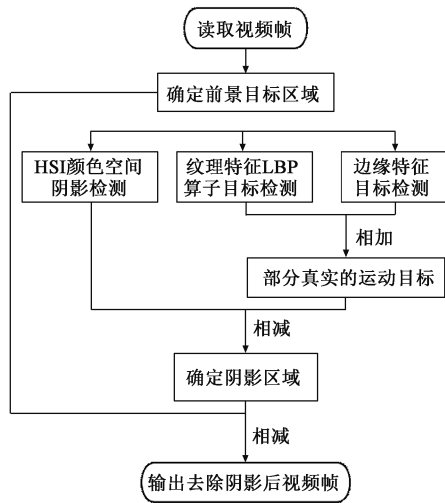 读取视频帧
确定前景目标区域
HSI颜色空间
阴影检测
纹理特征LBP
算子目标检测
边缘特征
目标检测
相加
部分真实的运动目标
相减
确定阴影区域
相减
输出去除阴影后视频帧